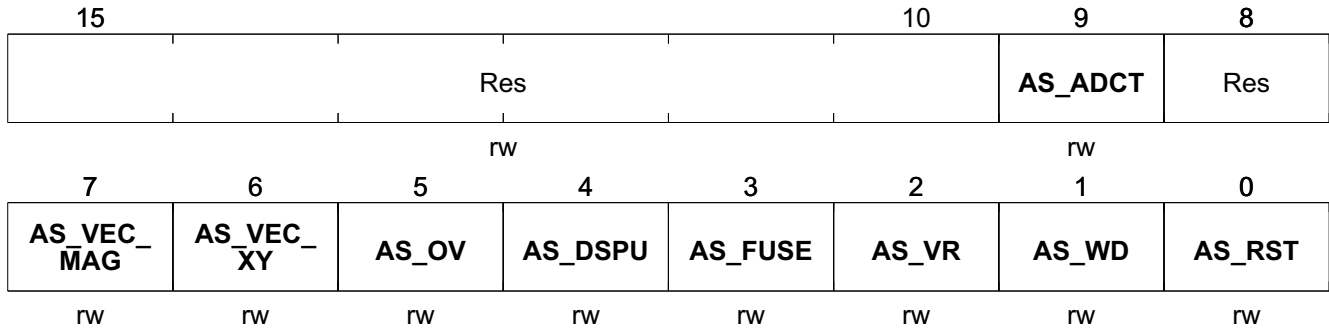 15 10 9 8
Res AS_ADCT Res
rw rw
7 6 5 4 3 2 1 0
AS_VEC_ AS_VEC_ AS_OV AS_DSPU AS_FUSE AS_VR AS_WD AS_RST
MAG XY
rw rw rw rw rw rw rw rw